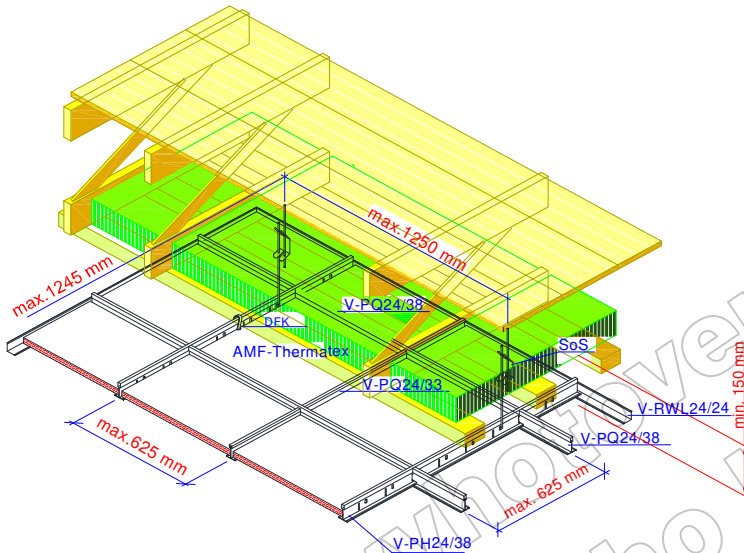 max.1250 mm
max.1245 mm
V-PQ24/38
DFK
AMF-Thermatex
SoS
V-PQ24/33
min. 150 mm
V-RWL24/24
V-PQ24/38
max.625 mm
max. 625 mm
V-PH24/38